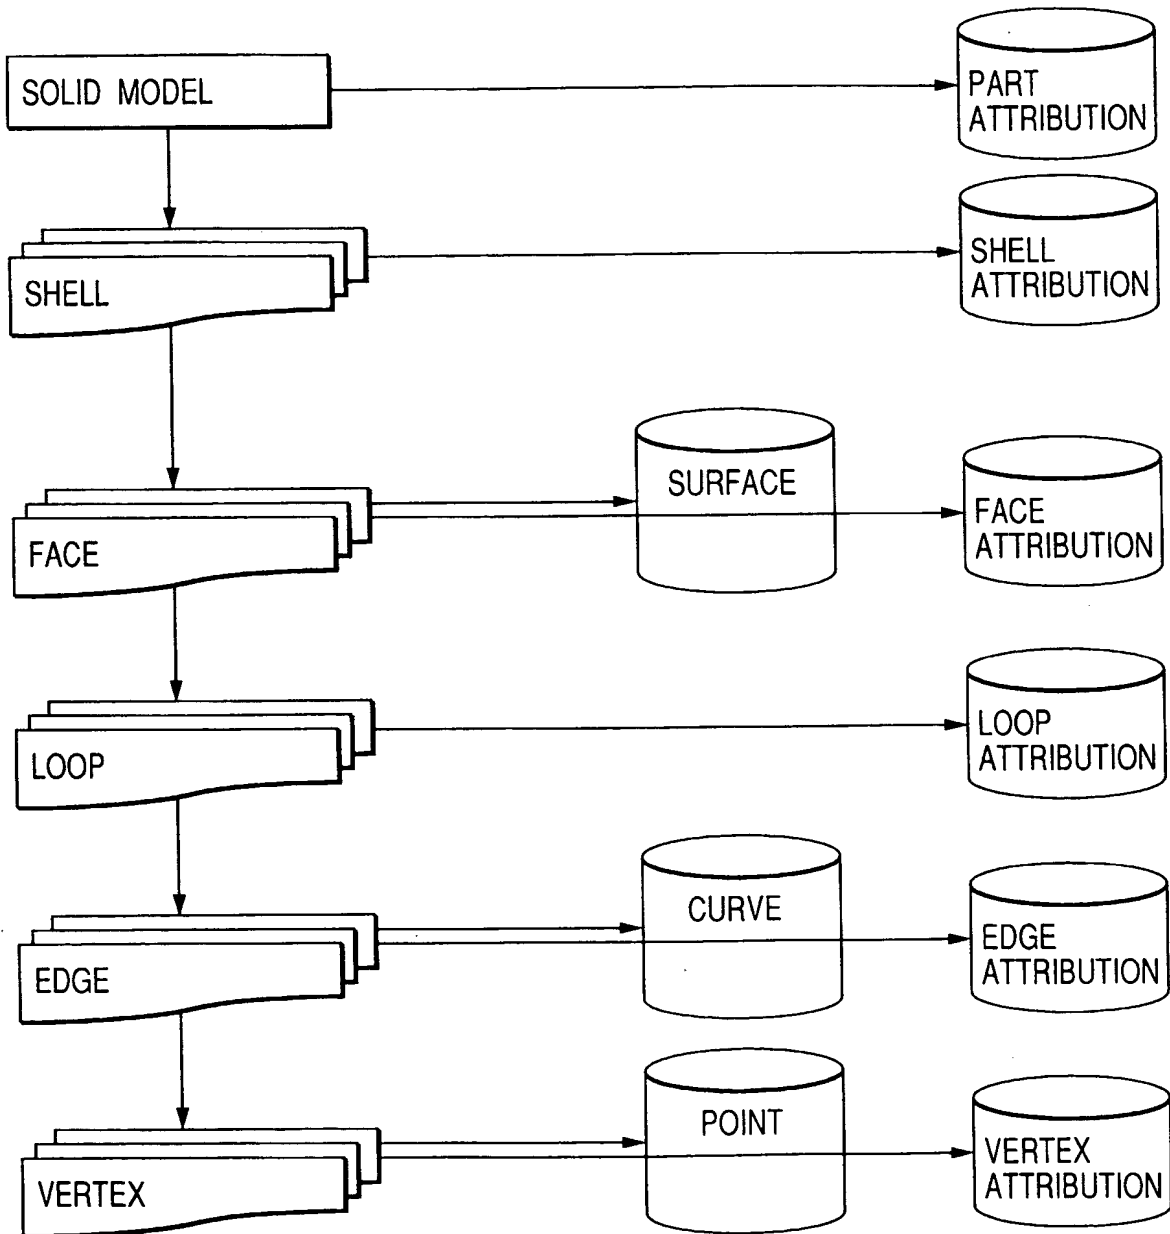 SOLID MODEL
PART
ATTRIBUTION
SHELL
SHELL
ATTRIBUTION
FACE
SURFACE
FACE
ATTRIBUTION
LOOP
LOOP
ATTRIBUTION
EDGE
CURVE
EDGE
ATTRIBUTION
VERTEX
POINT
VERTEX
ATTRIBUTION